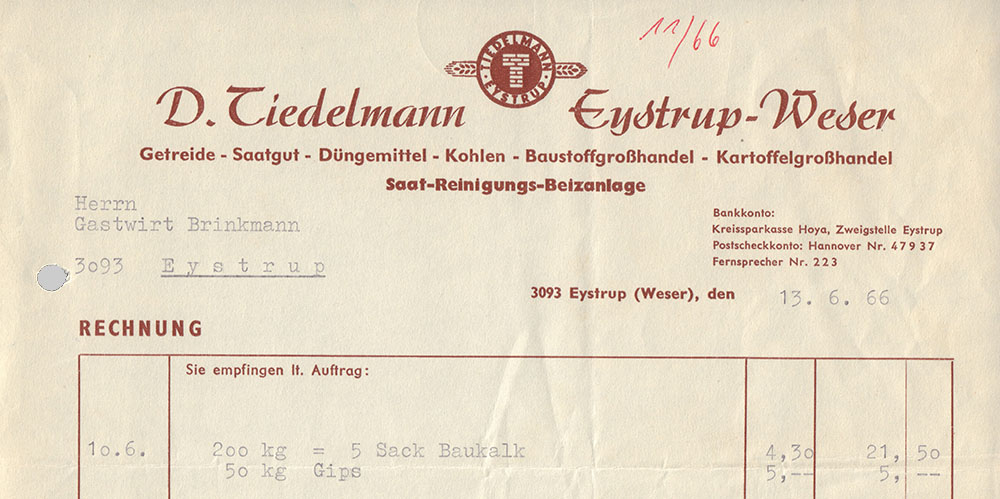 11/66
TIEDELMANN
EYSTRUP
D. Tiedelmann Eystrup-Weser
Getreide - Saatgut - Düngemittel - Kohlen - Baustoffgroßhandel - Kartoffelgroßhandel
Saat-Reinigungs-Beizanlage
Herrn
Gastwirt Brinkmann
3o93 Eystrup
Bankkonto:
Kreissparkasse Hoya, Zweigstelle Eystrup
Postscheckkonto: Hannover Nr. 47937
Fernsprecher Nr. 223
3093 Eystrup (Weser), den 13. 6. 66
RECHNUNG
Sie empfingen lt. Auftrag:
1o.6. 2oo kg = 5 Sack Baukalk 4,3o 21, 5o
5o kg Gips 5,-- 5, --